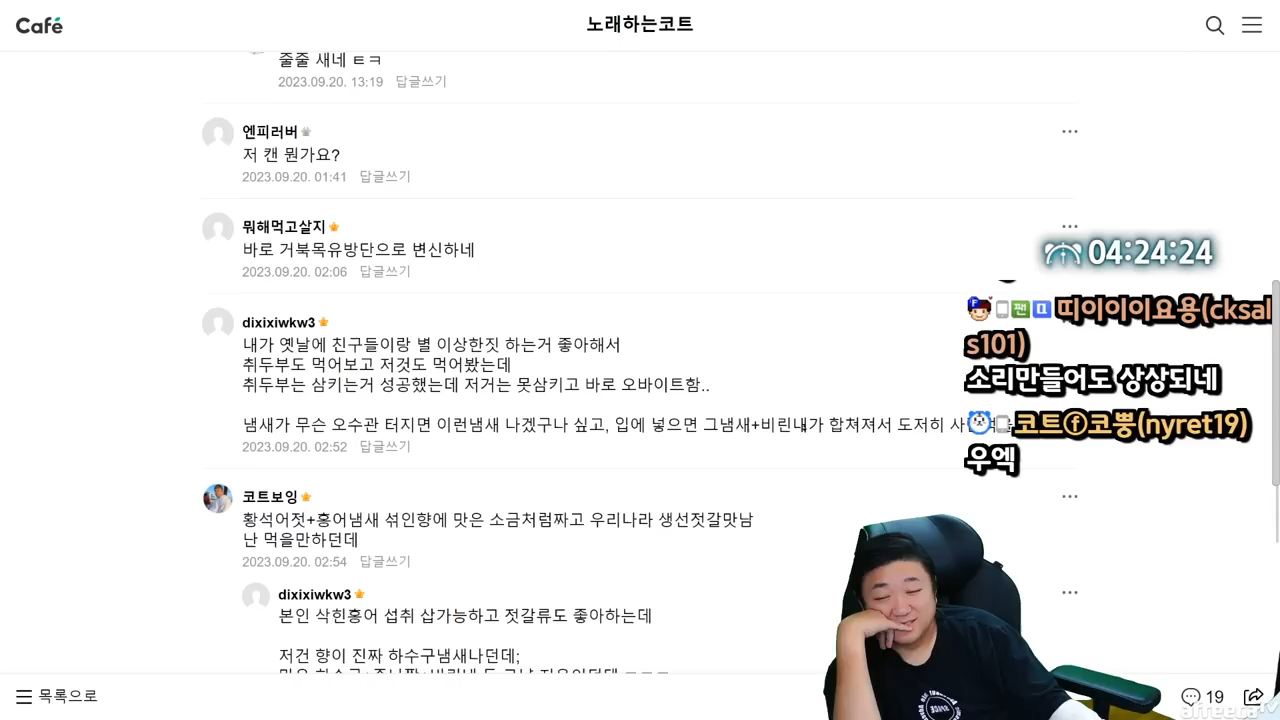 Café
노래하는코트
줄줄 새네 ㅌㅋ
2023.09.20. 13:19 답글쓰기
엔피러버
저 캔 뭔가요?
2023.09.20. 01:41 답글쓰기
뭐해먹고살지
바로 거북목유방단으로 변신하네
2023.09.20. 02:06 답글쓰기
04:24:24
dixixiwkw3
내가 옛날에 친구들이랑 별 이상한짓 하는거 좋아해서
취두부도 먹어보고 저것도 먹어봤는데
취두부는 삼키는거 성공했는데 저거는 못삼키고 바로 오바이트함..
냄새가 무슨 오수관 터지면 이런냄새 나겠구나 싶고, 입에 넣으면 그냄새+비린내가 합쳐져서 도저히
2023.09.20. 02:52 답글쓰기
띠이이이요용(cksal
s101)
소리만들어도 상상되네
코트ⓕ코뿡(nyret19)
우엑
코트보잉
황석어젓+홍어냄새 섞인향에 맛은 소금처럼짜고 우리나라 생선젓갈맛남
난 먹을만하던데
2023.09.20. 02:54 답글쓰기
dixixiwkw3
본인 삭힌홍어 섭취 쌉가능하고 젓갈류도 좋아하는데
저건 향이 진짜 하수구냄새나던데;
목록으로
19
afreecaTV